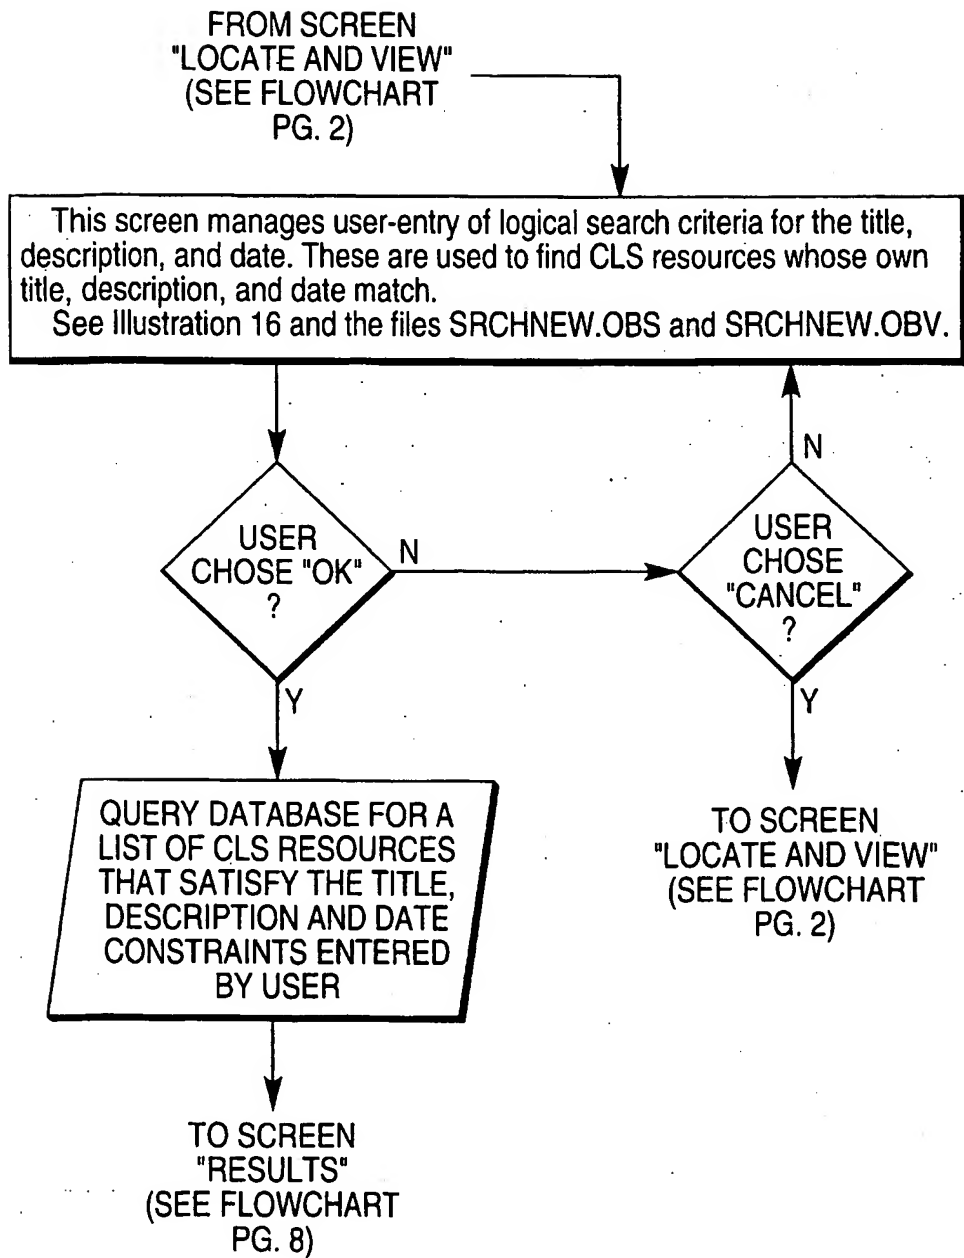 FROM SCREEN
"LOCATE AND VIEW"
(SEE FLOWCHART
PG. 2)
This screen manages user-entry of logical search criteria for the title,
description, and date. These are used to find CLS resources whose own
title, description, and date match.
See Illustration 16 and the files SRCHNEW.OBS and SRCHNEW.OBV.
USER
CHOSE "OK"
?
N
Y
USER
CHOSE
"CANCEL"
?
N
Y
QUERY DATABASE FOR A
LIST OF CLS RESOURCES
THAT SATISFY THE TITLE,
DESCRIPTION AND DATE
CONSTRAINTS ENTERED
BY USER
TO SCREEN
"LOCATE AND VIEW"
(SEE FLOWCHART
PG. 2)
TO SCREEN
"RESULTS"
(SEE FLOWCHART
PG. 8)